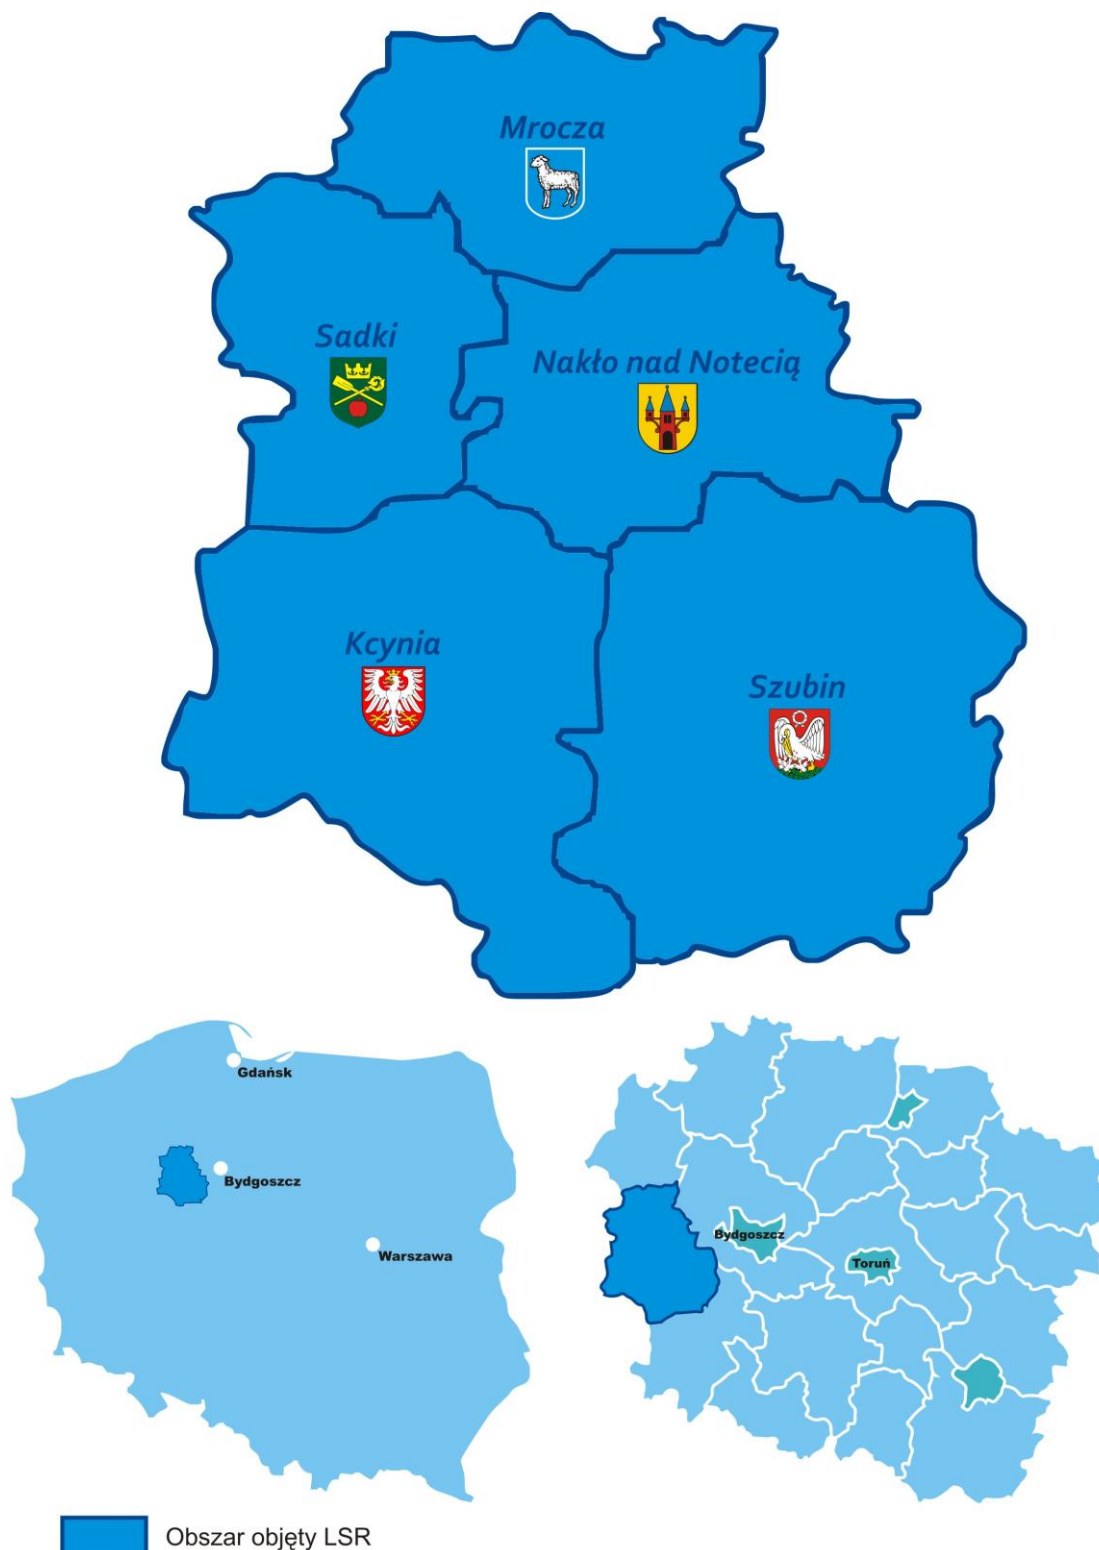 Mrocza
Sadki
Nakło nad Notecią
Kcynia
Szubin
Gdańsk
Bydgoszcz
Warszawa
Bydgoszcz
Toruń
Obszar objęty LSR